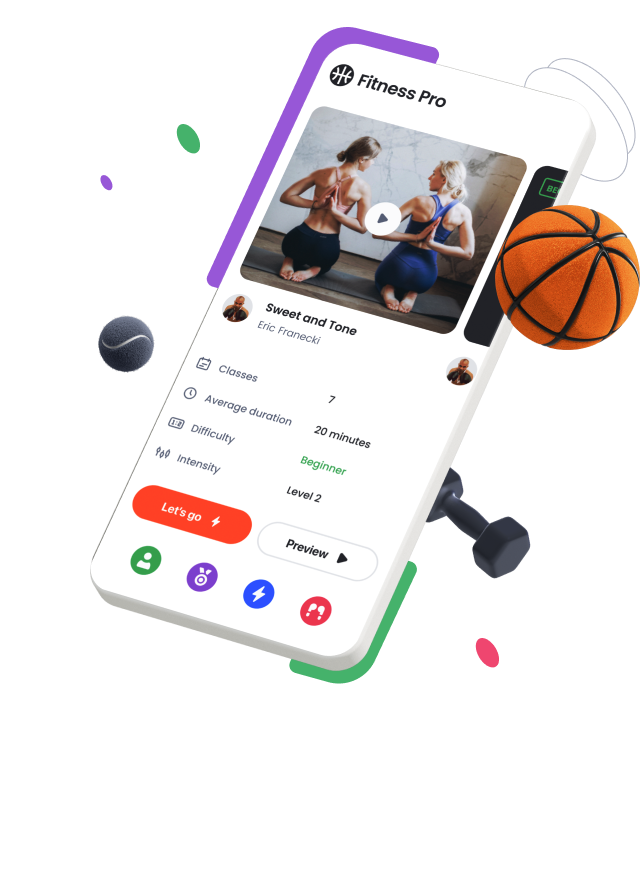 Fitness Pro
BE
Sweet and Tone
Eric Franecki
Classes
7
Average duration
20 minutes
Difficulty
Beginner
Intensity
Level 2
Let's go
Preview